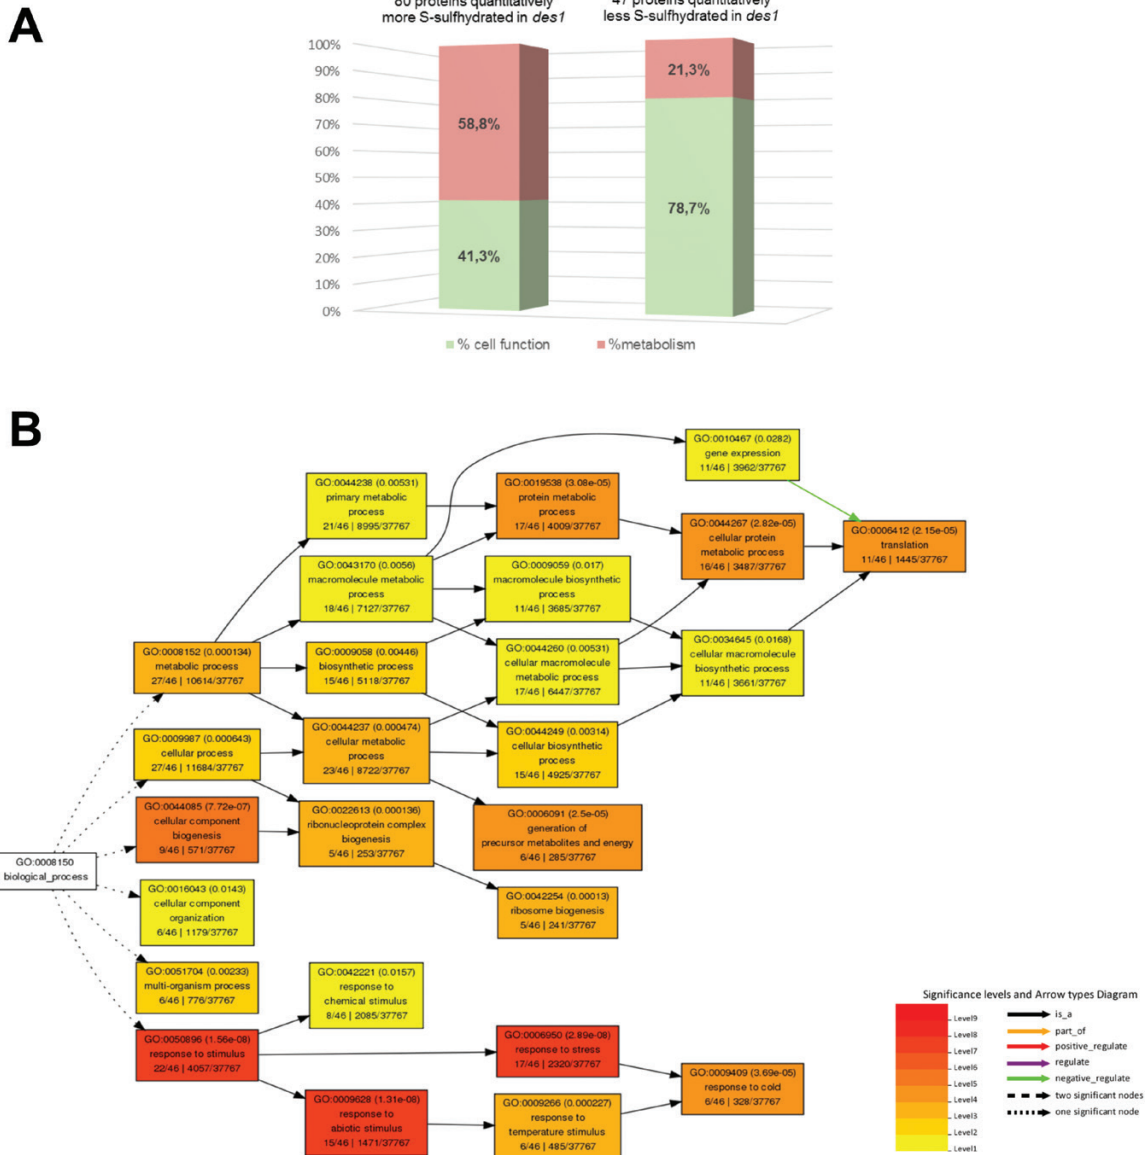 A
80 proteins quantitatively
more S-sulfhydrated in des1
47 proteins quantitatively
less S-sulfhydrated in des1
100%
90%
80%
70%
60%
50%
40%
30%
20%
10%
0%
58,8%
41,3%
21,3%
78,7%
% cell function
%metabolism
B
GO:0010467 (0.0282)
gene expression
11/46 | 3962/37767
GO:0044238 (0.00531)
primary metabolic
process
21/46 | 8995/37767
GO:0019538 (3.08e-05)
protein metabolic
process
17/46 | 4009/37767
GO:0044267 (2.82e-05)
cellular protein
metabolic process
16/46 | 3487/37767
GO:0006412 (2.15e-05)
translation
11/46 | 1445/37767
GO:0043170 (0.0056)
macromolecule metabolic
process
18/46 | 7127/37767
GO:0009059 (0.017)
macromolecule biosynthetic
process
11/46 | 3685/37767
GO:0008152 (0.000134)
metabolic process
27/46 | 10614/37767
GO:0009058 (0.00446)
biosynthetic process
15/46 | 5118/37767
GO:0044260 (0.00531)
cellular macromolecule
metabolic process
17/46 | 6447/37767
GO:0034645 (0.0168)
cellular macromolecule
biosynthetic process
11/46 | 3661/37767
GO:0009987 (0.000643)
cellular process
27/46 | 11684/37767
GO:0044237 (0.000474)
cellular metabolic
process
23/46 | 8722/37767
GO:0044249 (0.00314)
cellular biosynthetic
process
15/46 | 4925/37767
GO:0044085 (7.72e-07)
cellular component
biogenesis
9/46 | 571/37767
GO:0022613 (0.000136)
ribonucleoprotein complex
biogenesis
5/46 | 253/37767
GO:0006091 (2.5e-05)
generation of
precursor metabolites and energy
6/46 | 285/37767
GO:0008150
biological_process
GO:0016043 (0.0143)
cellular component
organization
6/46 | 1179/37767
GO:0042254 (0.00013)
ribosome biogenesis
5/46 | 241/37767
GO:0051704 (0.00233)
multi-organism process
6/46 | 776/37767
GO:0042221 (0.0157)
response to
chemical stimulus
8/46 | 2085/37767
GO:0050896 (1.56e-08)
response to stimulus
22/46 | 4057/37767
GO:0006950 (2.89e-08)
response to stress
17/46 | 2320/37767
GO:0009409 (3.69e-05)
response to cold
6/46 | 328/37767
GO:0009628 (1.31e-08)
response to
abiotic stimulus
15/46 | 1471/37767
GO:0009266 (0.000227)
response to
temperature stimulus
6/46 | 485/37767
Significance levels and Arrow types Diagram
Level9
Level8
Level7
Level6
Level5
Level4
Level3
Level2
Level1
is_a
part_of
positive_regulate
regulate
negative_regulate
two significant nodes
one significant node